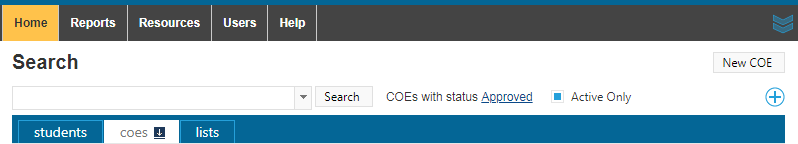 Home Reports Resources Users Help
Search New COE
Search COEs with status Approved Active Only
students coes lists